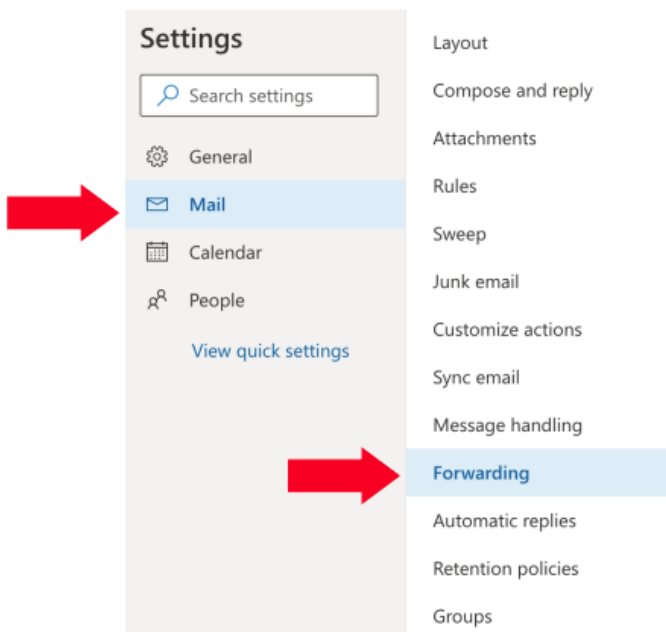 Settings
Search settings
General
Mail
Calendar
People
View quick settings
Layout
Compose and reply
Attachments
Rules
Sweep
Junk email
Customize actions
Sync email
Message handling
Forwarding
Automatic replies
Retention policies
Groups